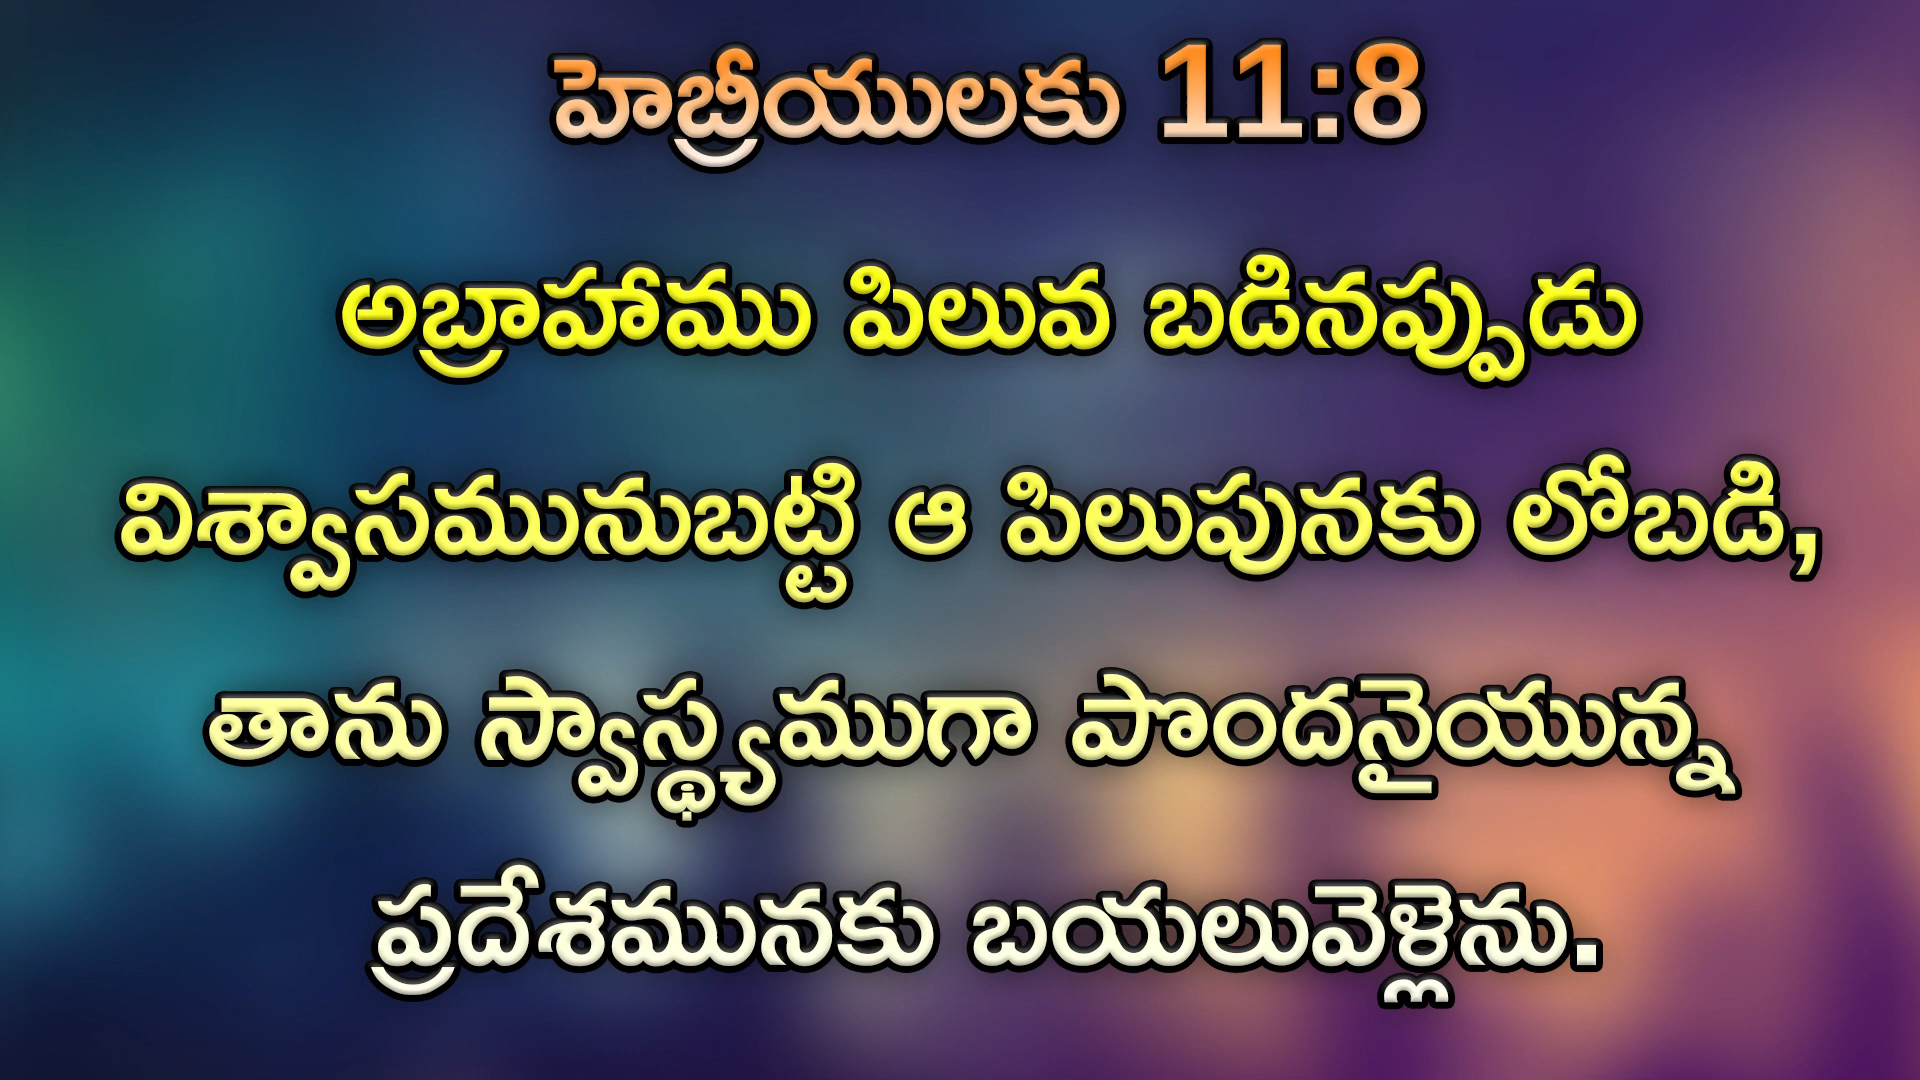 హెబ్రీయులకు 11:8
అబ్రాహాము పిలువ బడినప్పుడు
విశ్వాసమునుబట్టి ఆ పిలుపునకు లోబడి,
తాను స్వాస్థ్యముగా పొందనైయున్న
ప్రదేశమునకు బయలువెళ్లెను.